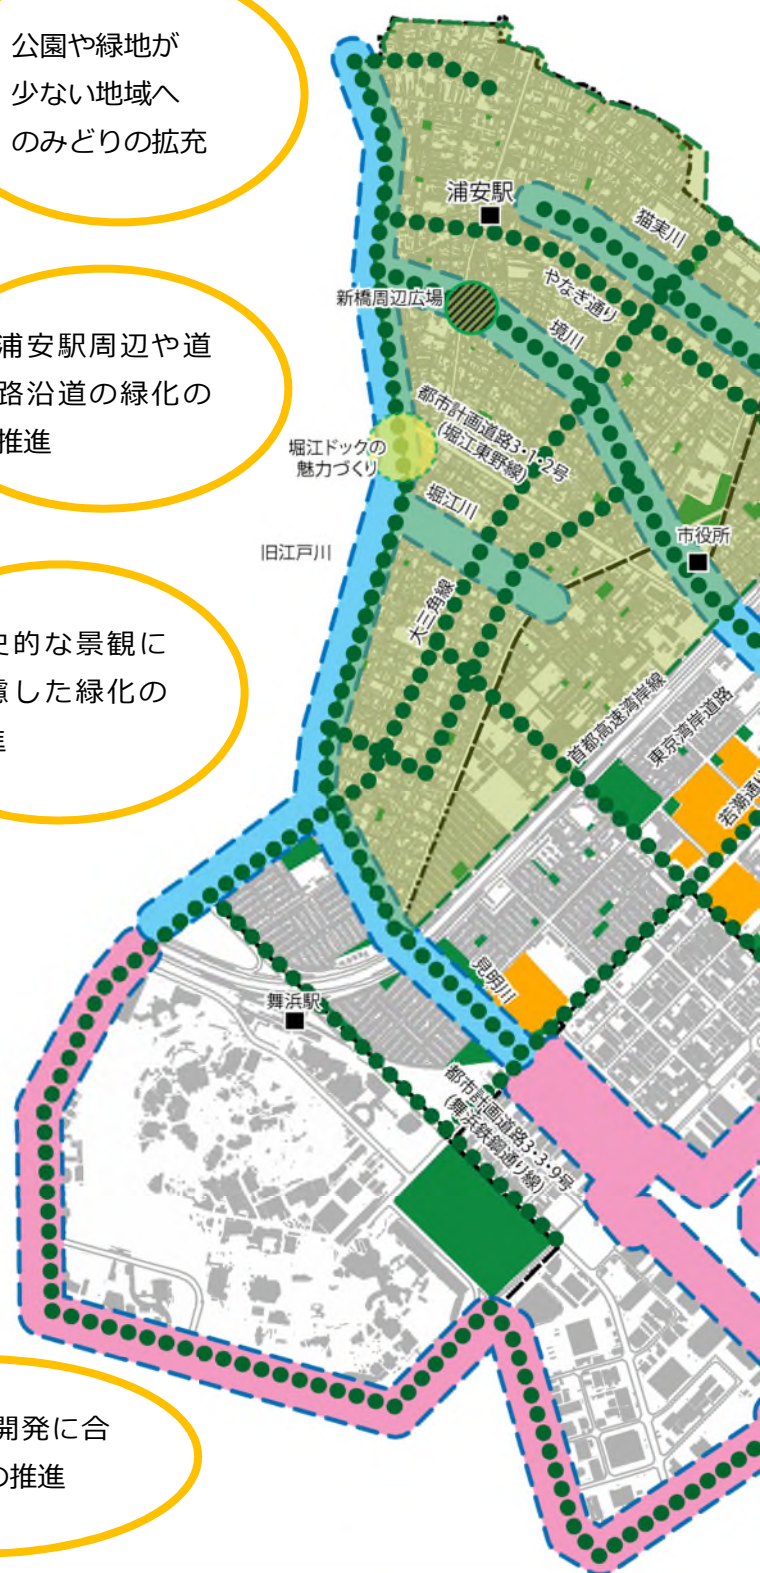 公園や緑地が
少ない地域へ
のみどりの拡充
浦安駅
猫実川
やなぎ通り
新橋周辺広場
境川
浦安駅周辺や道
路沿道の緑化の
推進
都市計画道路3・1・2号
(堀江東野線)
堀江ドックの
魅力づくり
堀江川
市役所
旧江戸川
大三角線
史的な景観に
慮した緑化の
進
首都高速湾岸線
東京湾岸道路
若潮通り
見明川
舞浜駅
都市計画道路3・3・9号
(舞浜鉄鋼通り線)
開発に合
の推進